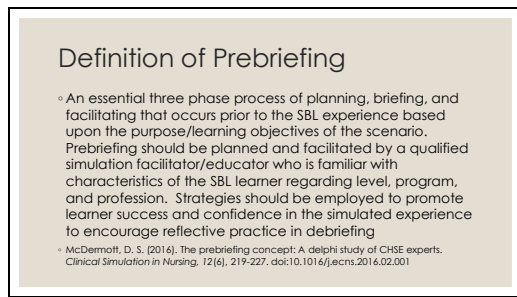 Definition of Prebriefing
◦ An essential three phase process of planning, briefing, and
facilitating that occurs prior to the SBL experience based
upon the purpose/learning objectives of the scenario.
Prebriefing should be planned and facilitated by a qualified
simulation facilitator/educator who is familiar with
characteristics of the SBL learner regarding level, program,
and profession.  Strategies should be employed to promote
learner success and confidence in the simulated experience
to encourage reflective practice in debriefing
◦ McDermott, D. S. (2016). The prebriefing concept: A delphi study of CHSE experts.
Clinical Simulation in Nursing, 12(6), 219-227. doi:10.1016/j.ecns.2016.02.001